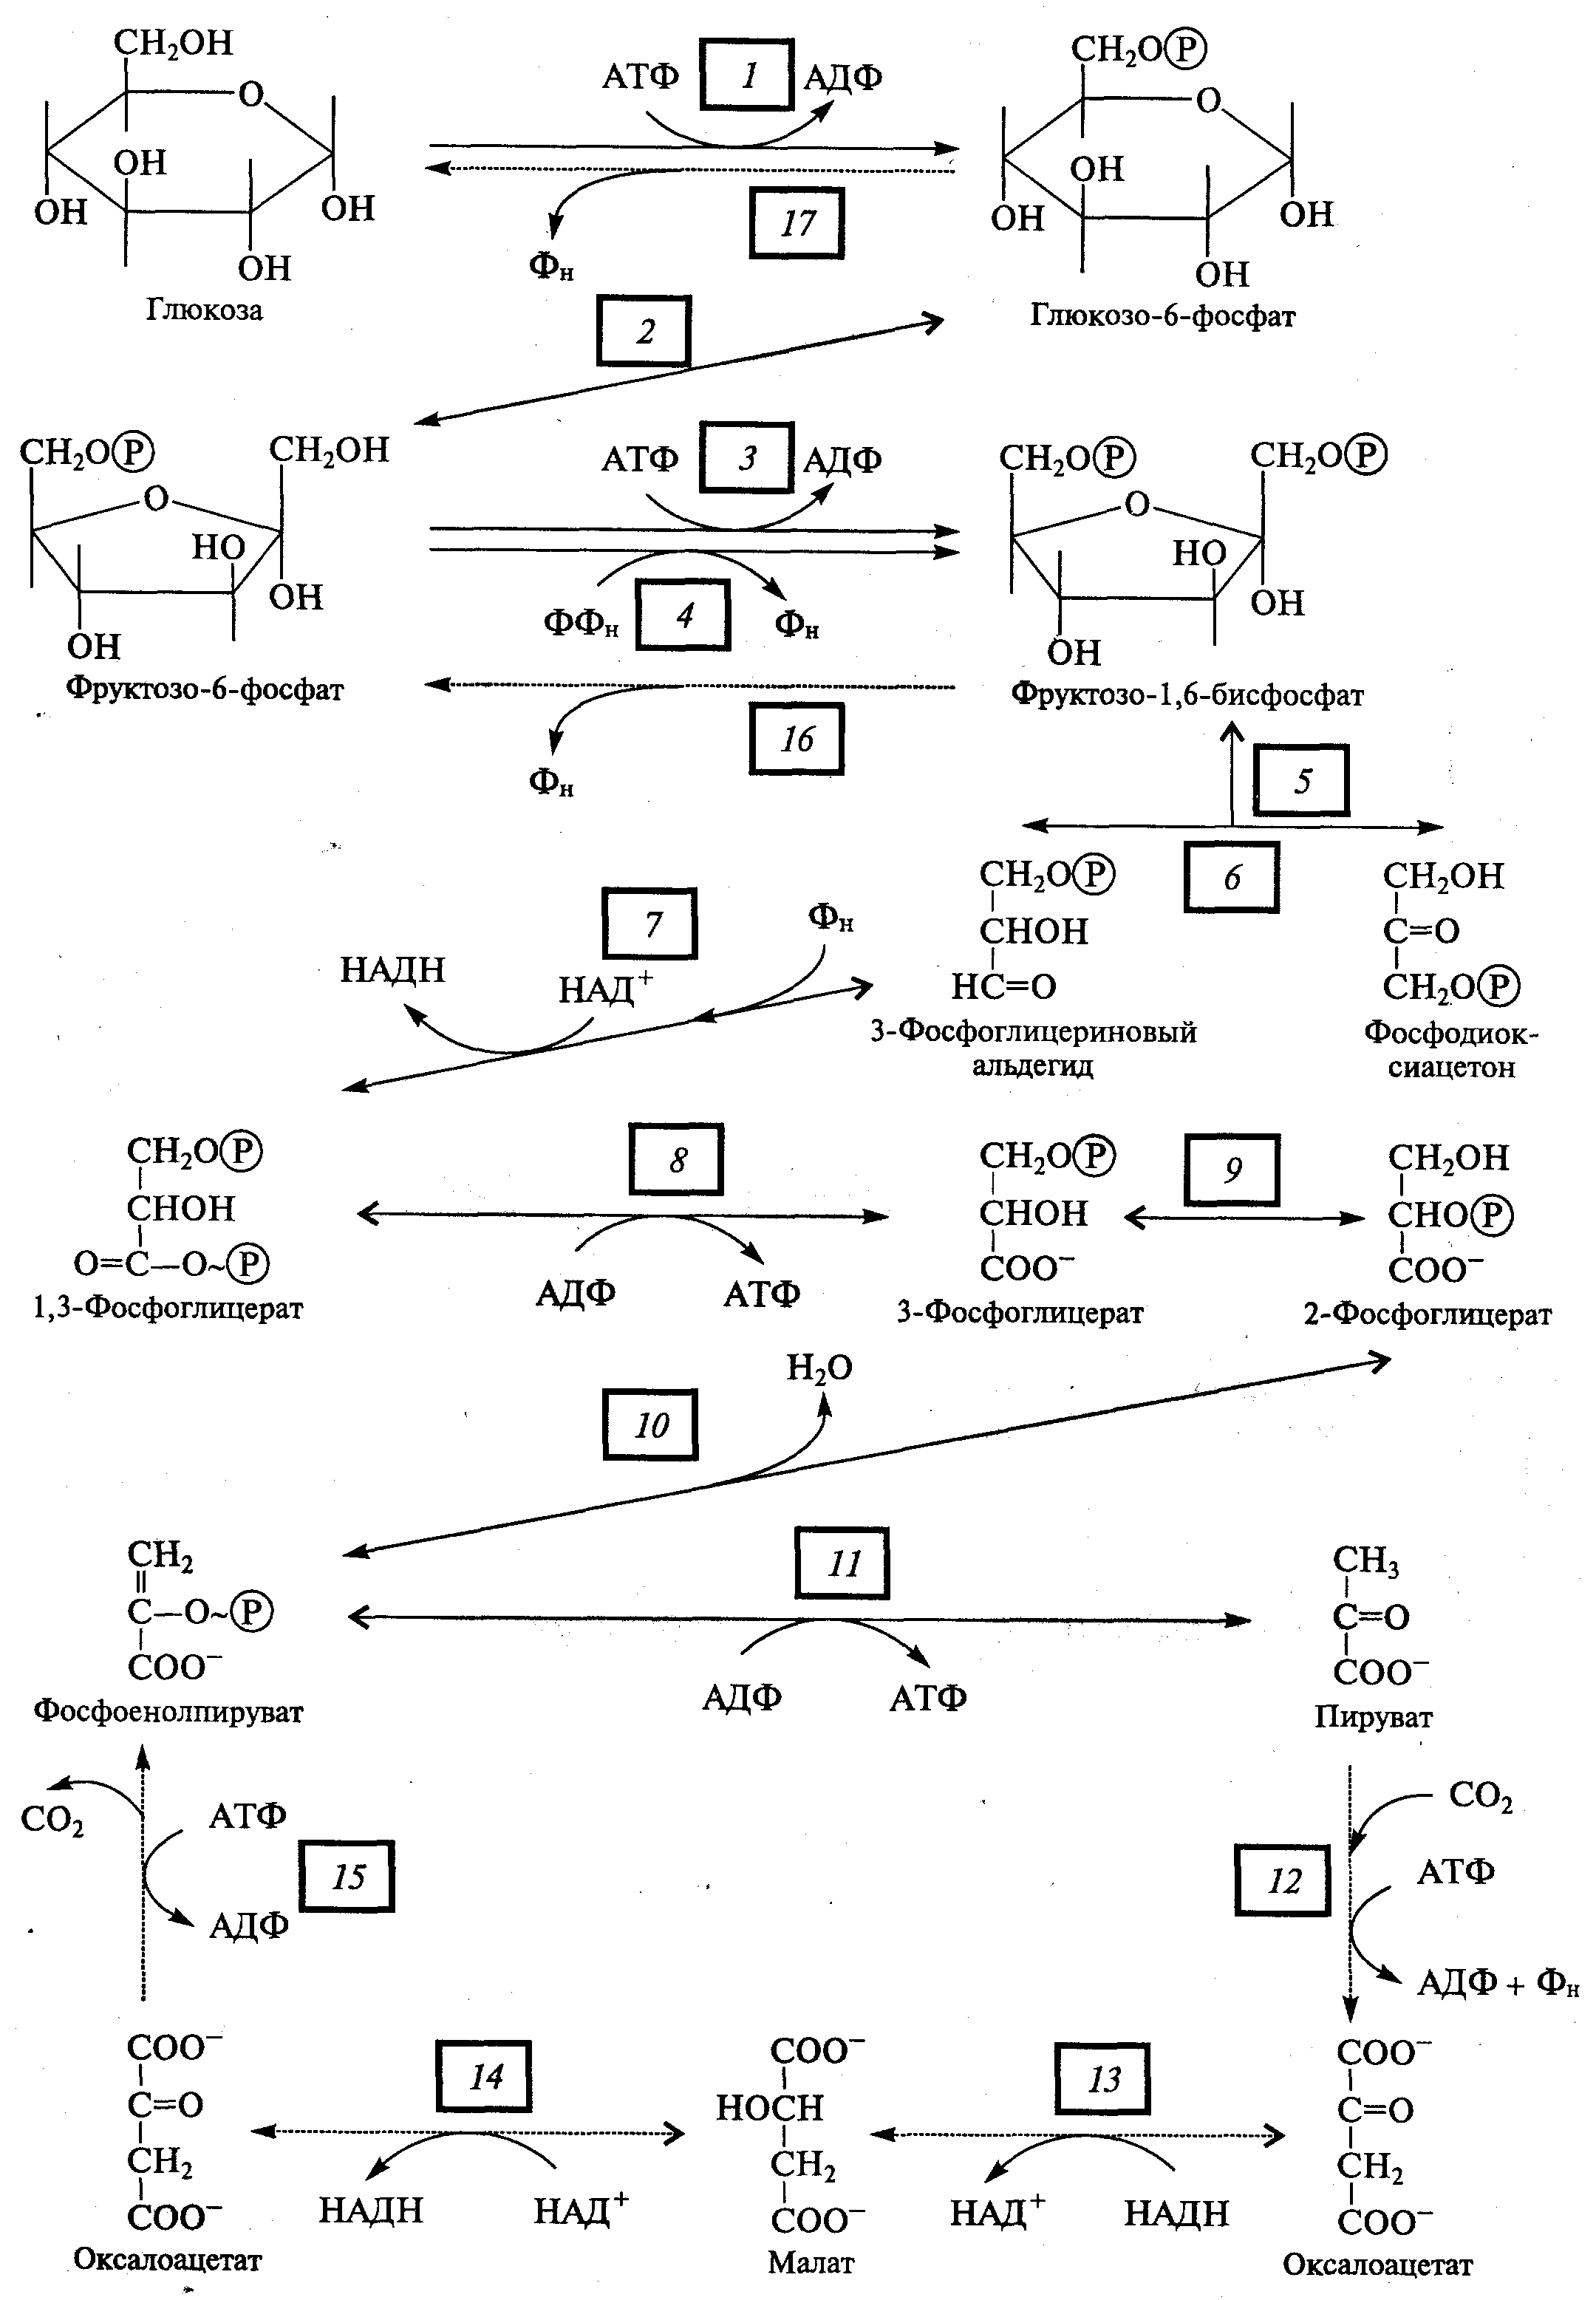 CH₂OH
O
OH
OH
OH
OH
Глюкоза
АТФ
1
АДФ
17
Фн
CH₂OP
O
OH
OH
OH
OH
Глюкозо-6-фосфат
2
CH₂OP
CH₂OH
O
HO
OH
OH
Фруктозо-6-фосфат
АТФ
3
АДФ
ФФн
4
Фн
16
Фн
CH₂OP
CH₂OP
O
HO
OH
OH
Фруктозо-1,6-бисфосфат
5
6
CH₂OP
CHOH
HC=O
3-Фосфоглицериновый
альдегид
CH₂OH
C=O
CH₂OP
Фосфодиок-
сиацетон
7
Фн
НАДН
НАД⁺
CH₂OP
CHOH
O=C—O~P
1,3-Фосфоглицерат
8
АДФ
АТФ
CH₂OP
CHOH
COO⁻
3-Фосфоглицерат
9
CH₂OH
CHOP
COO⁻
2-Фосфоглицерат
H₂O
10
CH₂
C—O~P
COO⁻
Фосфоенолпируват
11
АДФ
АТФ
CH₃
C=O
COO⁻
Пируват
CO₂
АТФ
15
АДФ
CO₂
12
АТФ
АДФ + Фн
COO⁻
C=O
CH₂
COO⁻
Оксалоацетат
14
НАДН
НАД⁺
COO⁻
HOCH
CH₂
COO⁻
Малат
13
НАД⁺
НАДН
COO⁻
C=O
CH₂
COO⁻
Оксалоацетат